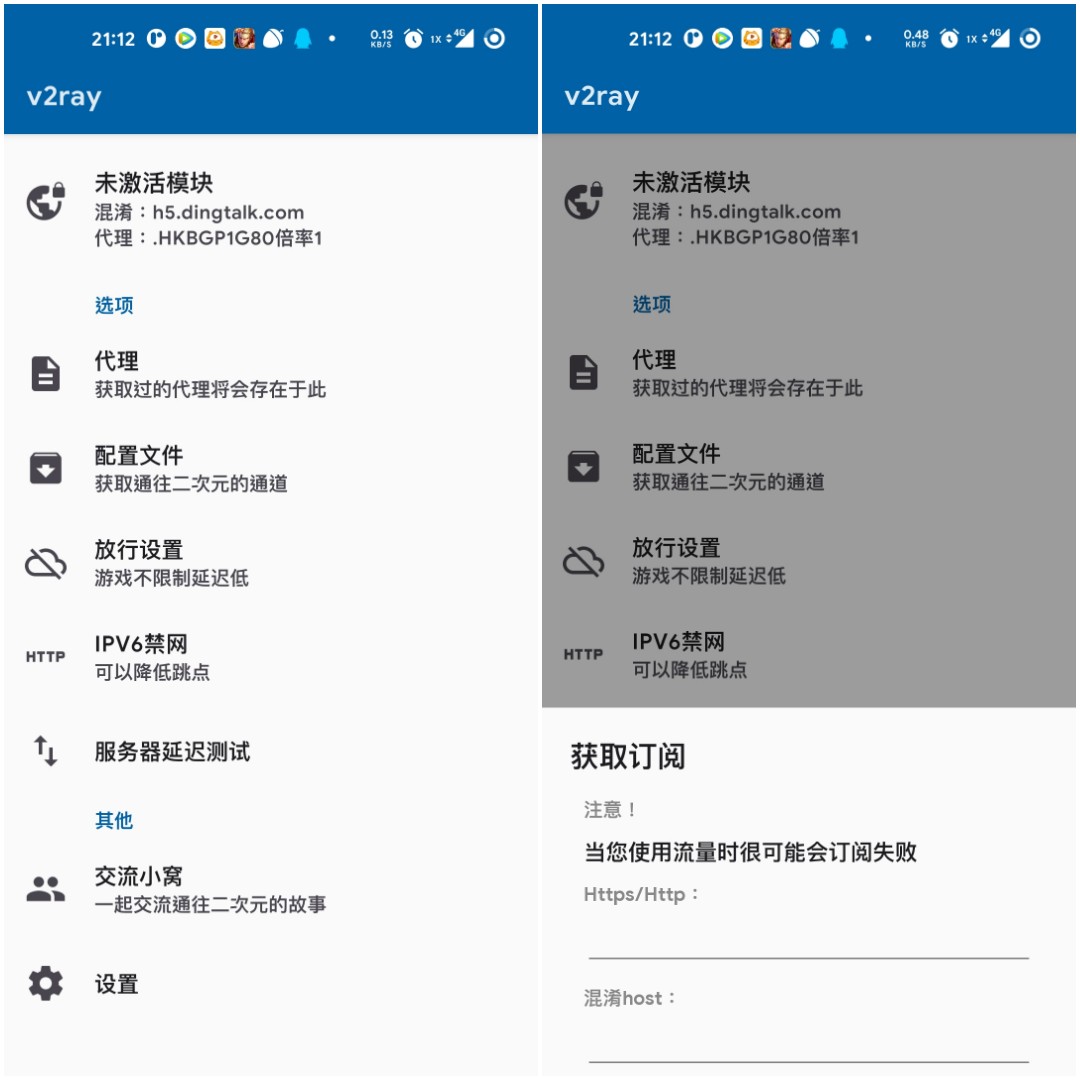 21:12
0.13
KB/S
1X
4G
v2ray
未激活模块
混淆：h5.dingtalk.com
代理：.HKBGP1G80倍率1
选项
代理
获取过的代理将会存在于此
配置文件
获取通往二次元的通道
放行设置
游戏不限制延迟低
HTTP
IPV6禁网
可以降低跳点
服务器延迟测试
其他
交流小窝
一起交流通往二次元的故事
设置
21:12
0.48
KB/S
1X
4G
v2ray
未激活模块
混淆：h5.dingtalk.com
代理：.HKBGP1G80倍率1
选项
代理
获取过的代理将会存在于此
配置文件
获取通往二次元的通道
放行设置
游戏不限制延迟低
HTTP
IPV6禁网
可以降低跳点
获取订阅
注意！
当您使用流量时很可能会订阅失败
Https/Http：
混淆host：